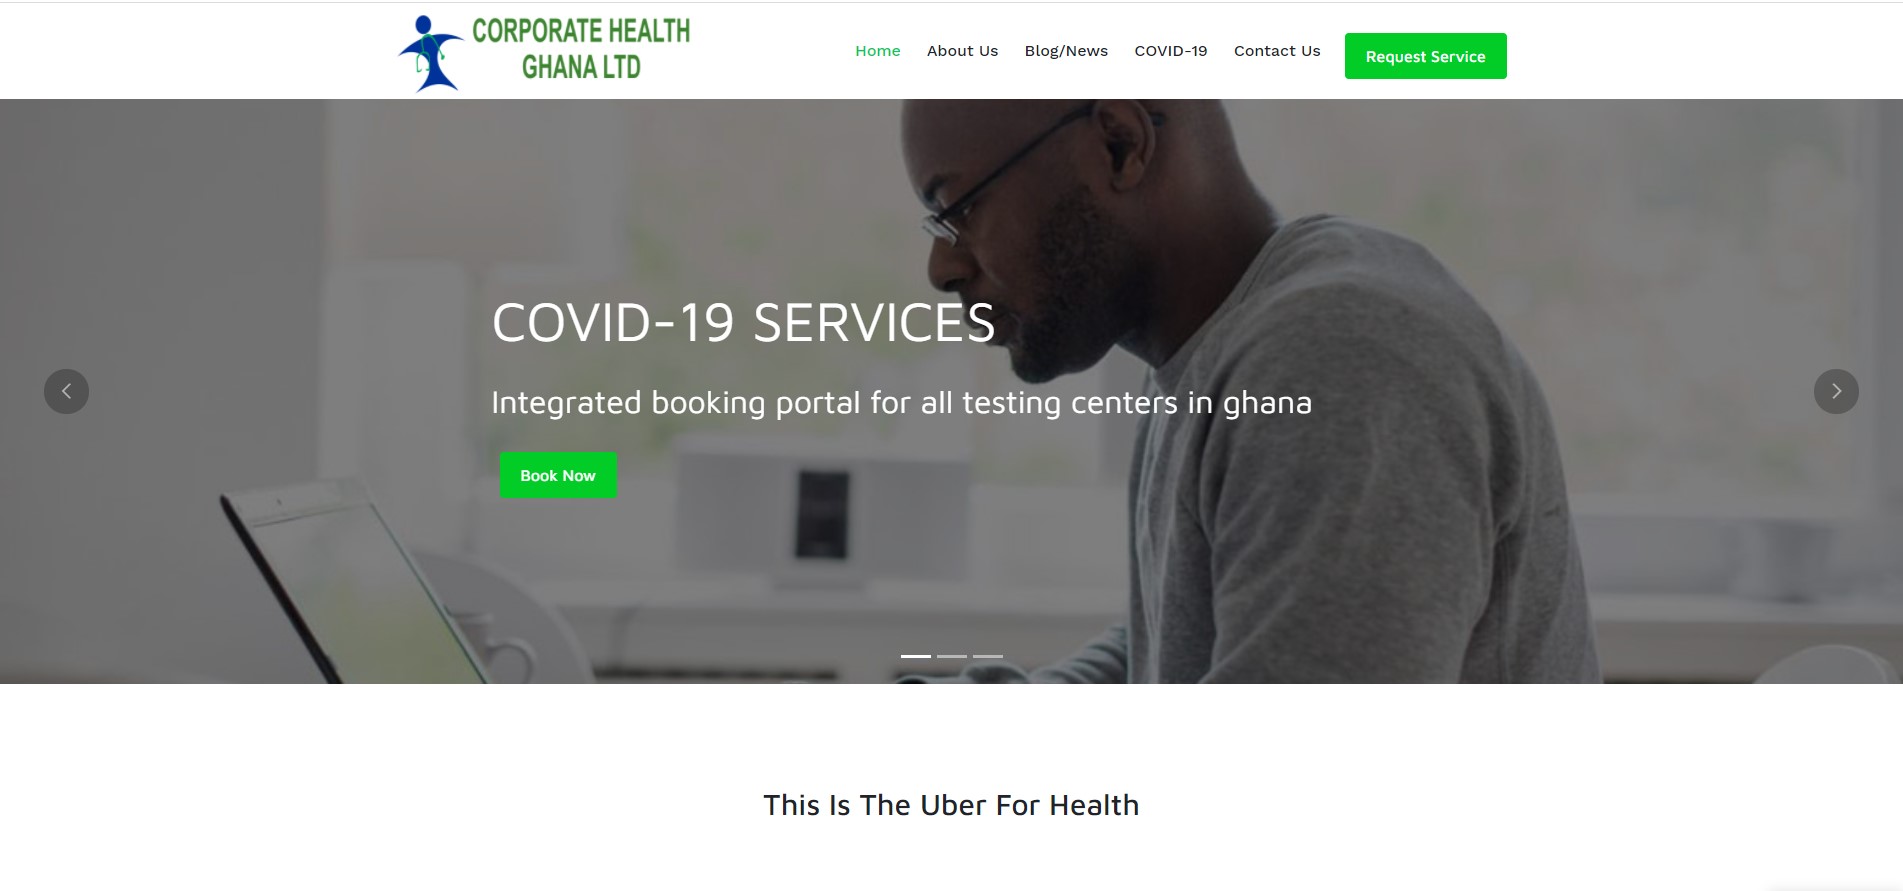 CORPORATE HEALTH
GHANA LTD
Home About Us Blog/News COVID-19 Contact Us Request Service
COVID-19 SERVICES
Integrated booking portal for all testing centers in ghana
Book Now
This Is The Uber For Health